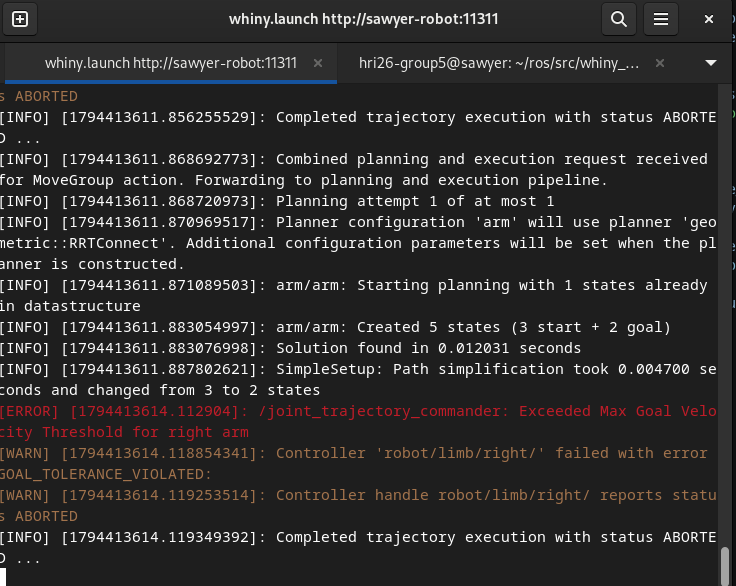 whiny.launch http://sawyer-robot:11311
whiny.launch http://sawyer-robot:11311
hri26-group5@sawyer: ~/ros/src/whiny_...
s ABORTED
[INFO] [1794413611.856255529]: Completed trajectory execution with status ABORTE
D ...
[INFO] [1794413611.868692773]: Combined planning and execution request received
for MoveGroup action. Forwarding to planning and execution pipeline.
[INFO] [1794413611.868720973]: Planning attempt 1 of at most 1
[INFO] [1794413611.870969517]: Planner configuration 'arm' will use planner 'geo
metric::RRTConnect'. Additional configuration parameters will be set when the pl
anner is constructed.
[INFO] [1794413611.871089503]: arm/arm: Starting planning with 1 states already
in datastructure
[INFO] [1794413611.883054997]: arm/arm: Created 5 states (3 start + 2 goal)
[INFO] [1794413611.883076998]: Solution found in 0.012031 seconds
[INFO] [1794413611.887802621]: SimpleSetup: Path simplification took 0.004700 se
conds and changed from 3 to 2 states
[ERROR] [1794413614.112904]: /joint_trajectory_commander: Exceeded Max Goal Velo
city Threshold for right arm
[WARN] [1794413614.118854341]: Controller 'robot/limb/right/' failed with error
GOAL_TOLERANCE_VIOLATED:
[WARN] [1794413614.119253514]: Controller handle robot/limb/right/ reports statu
s ABORTED
[INFO] [1794413614.119349392]: Completed trajectory execution with status ABORTE
D ...